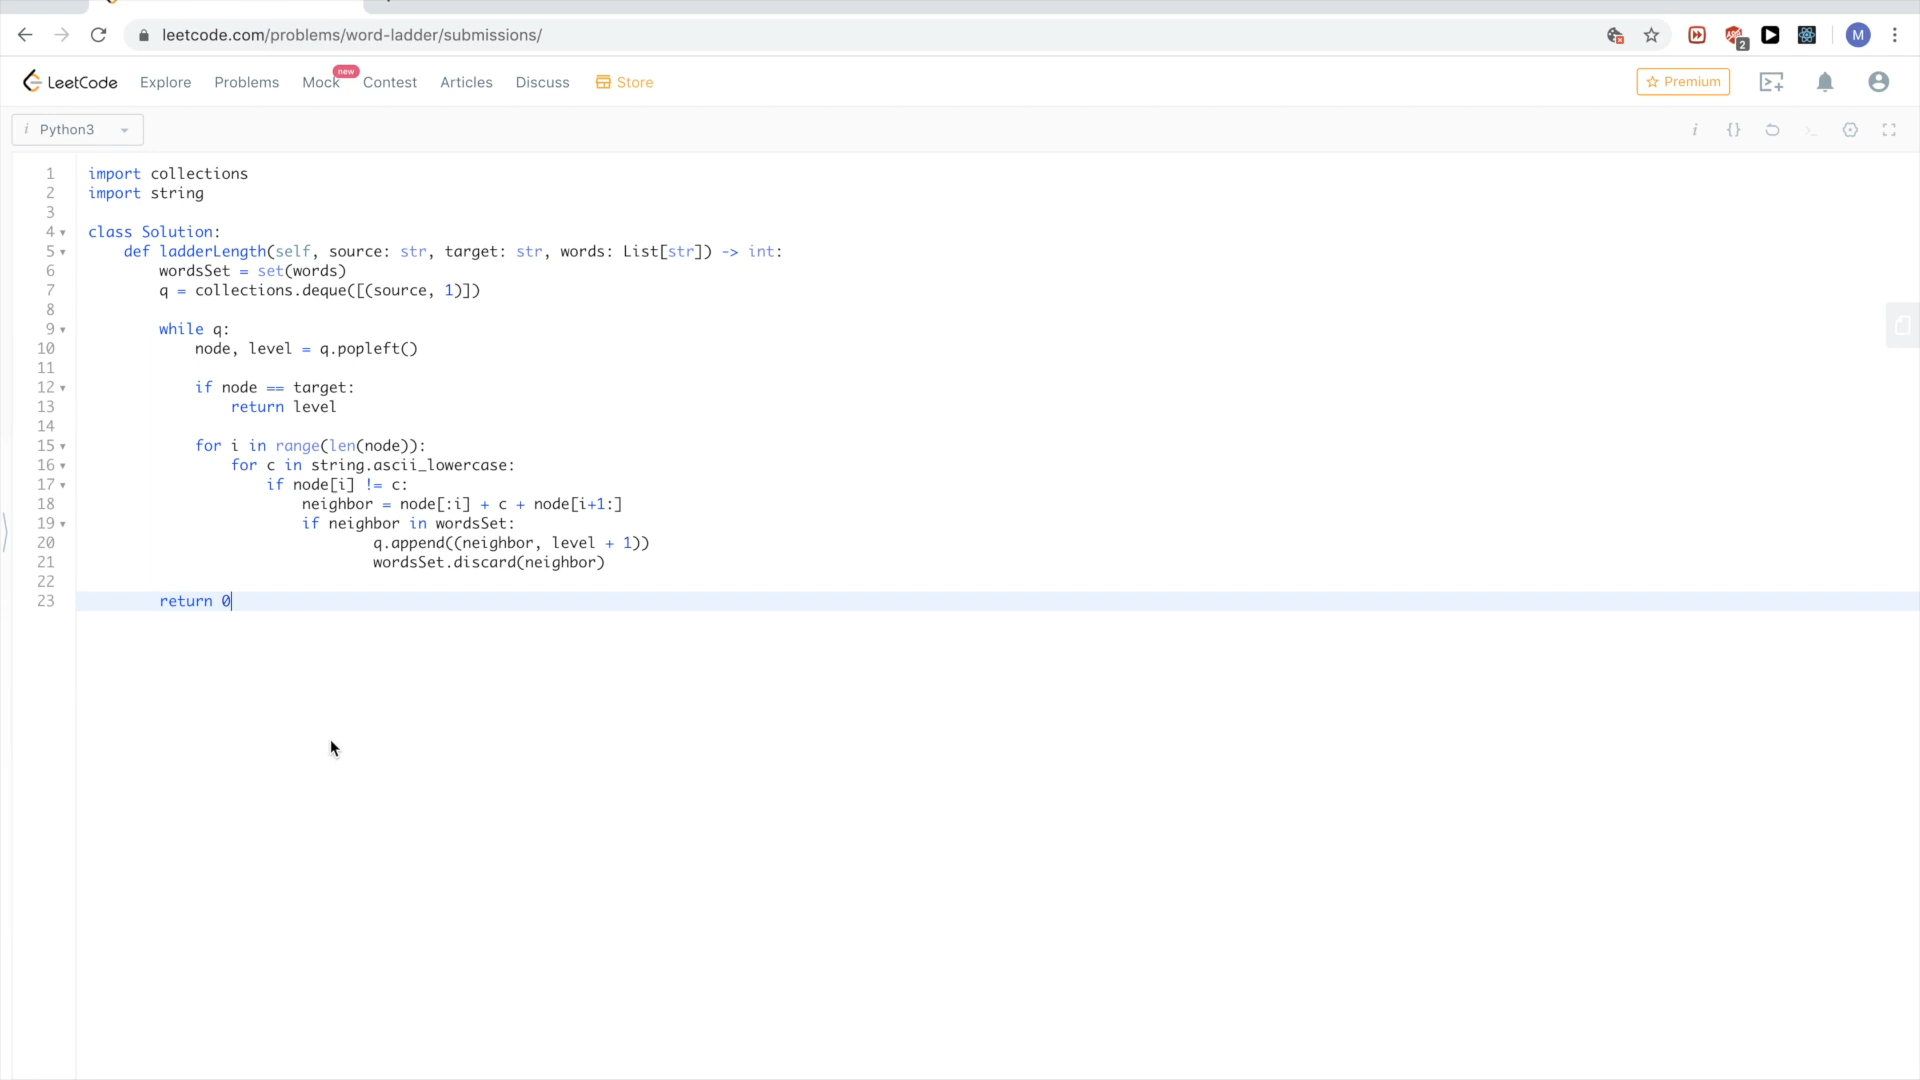 leetcode.com/problems/word-ladder/submissions/
2
M
LeetCode Explore Problems Mock new Contest Articles Discuss Store Premium
i Python3
i {}
1 import collections
2 import string
3
4 class Solution:
5     def ladderLength(self, source: str, target: str, words: List[str]) -> int:
6         wordsSet = set(words)
7         q = collections.deque([(source, 1)])
8
9         while q:
10             node, level = q.popleft()
11
12             if node == target:
13                 return level
14
15             for i in range(len(node)):
16                 for c in string.ascii_lowercase:
17                     if node[i] != c:
18                         neighbor = node[:i] + c + node[i+1:]
19                         if neighbor in wordsSet:
20                                 q.append((neighbor, level + 1))
21                                 wordsSet.discard(neighbor)
22
23         return 0